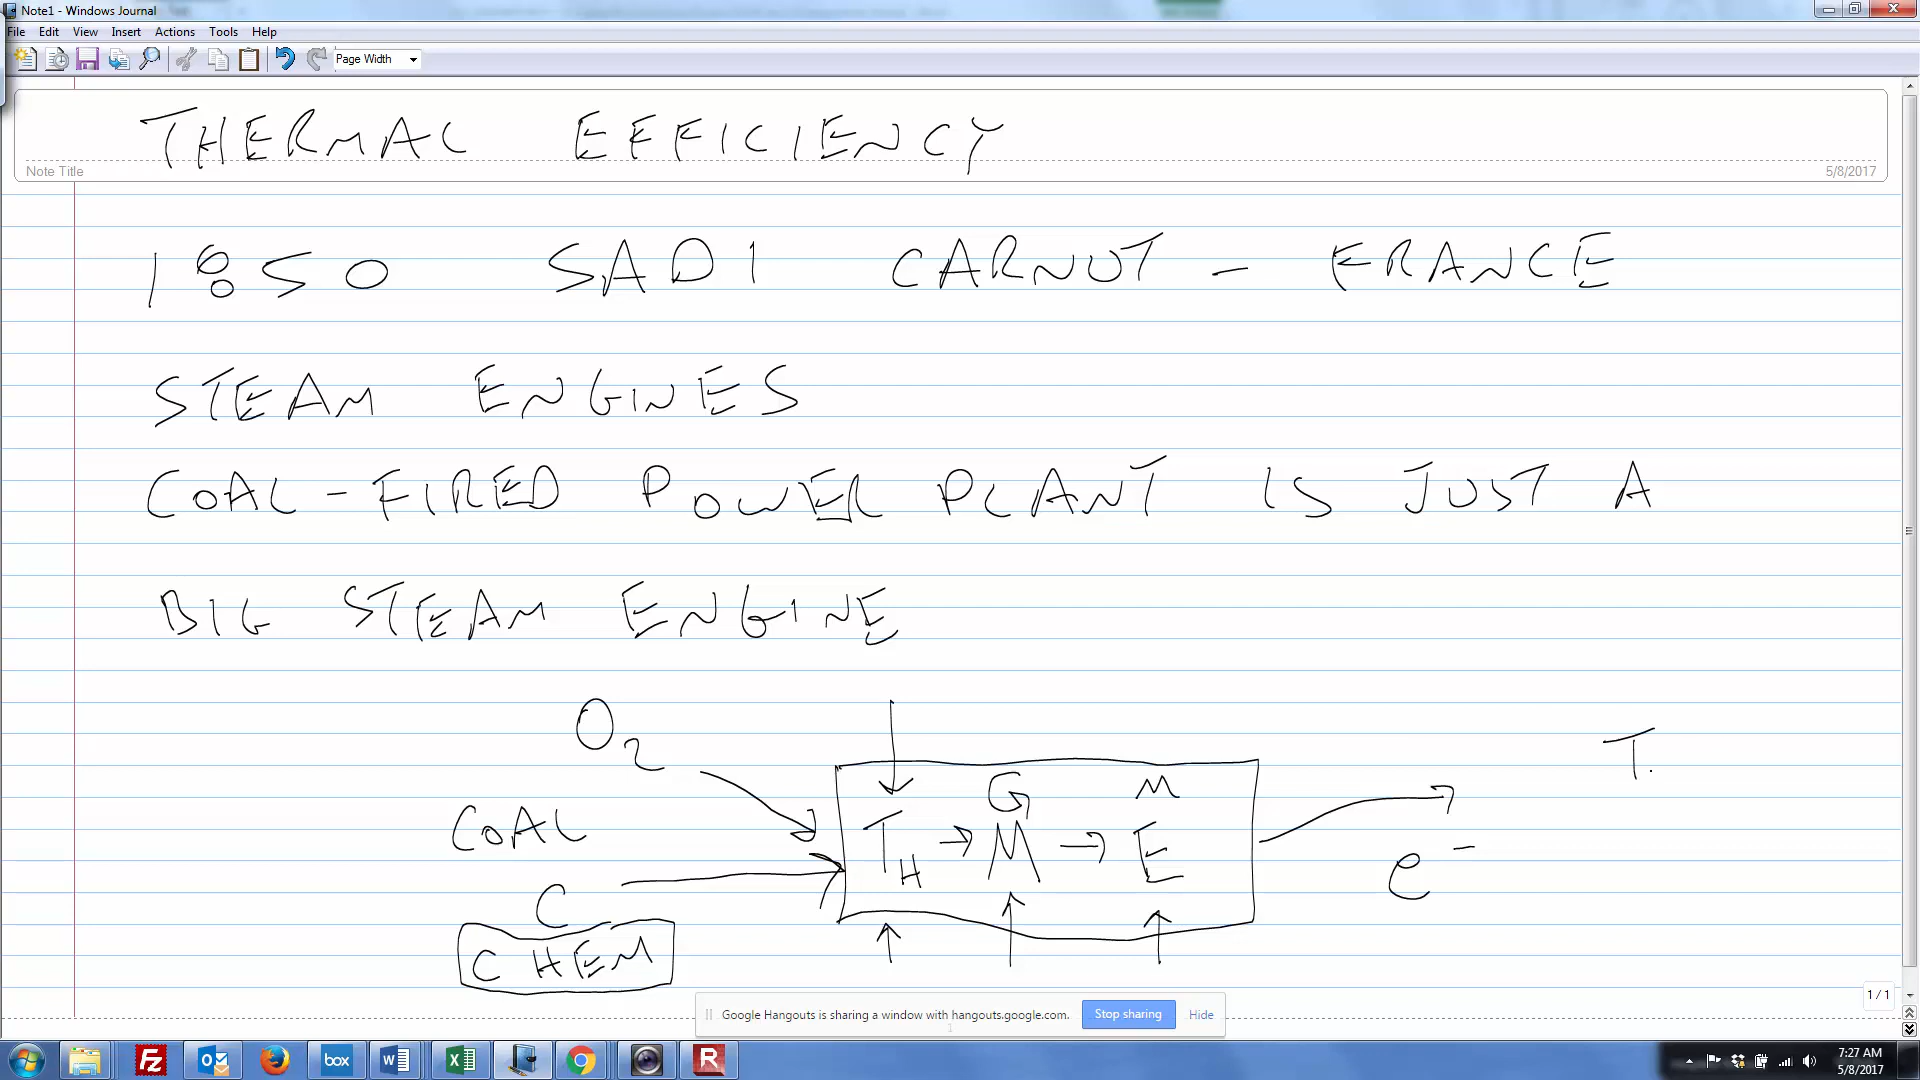 Note1 - Windows Journal
File Edit View Insert Actions Tools Help
Page Width
THERMAL EFFICIENCY
Note Title
5/8/2017
1850 SADI CARNOT - FRANCE
STEAM ENGINES
COAL-FIRED POWER PLANT IS JUST A
BIG STEAM ENGINE
O2
T
G M
COAL
TH → M → E
e-
C
CHEM
1 / 1
Google Hangouts is sharing a window with hangouts.google.com. Stop sharing Hide
FZ
box
W
X
R
7:27 AM
5/8/2017